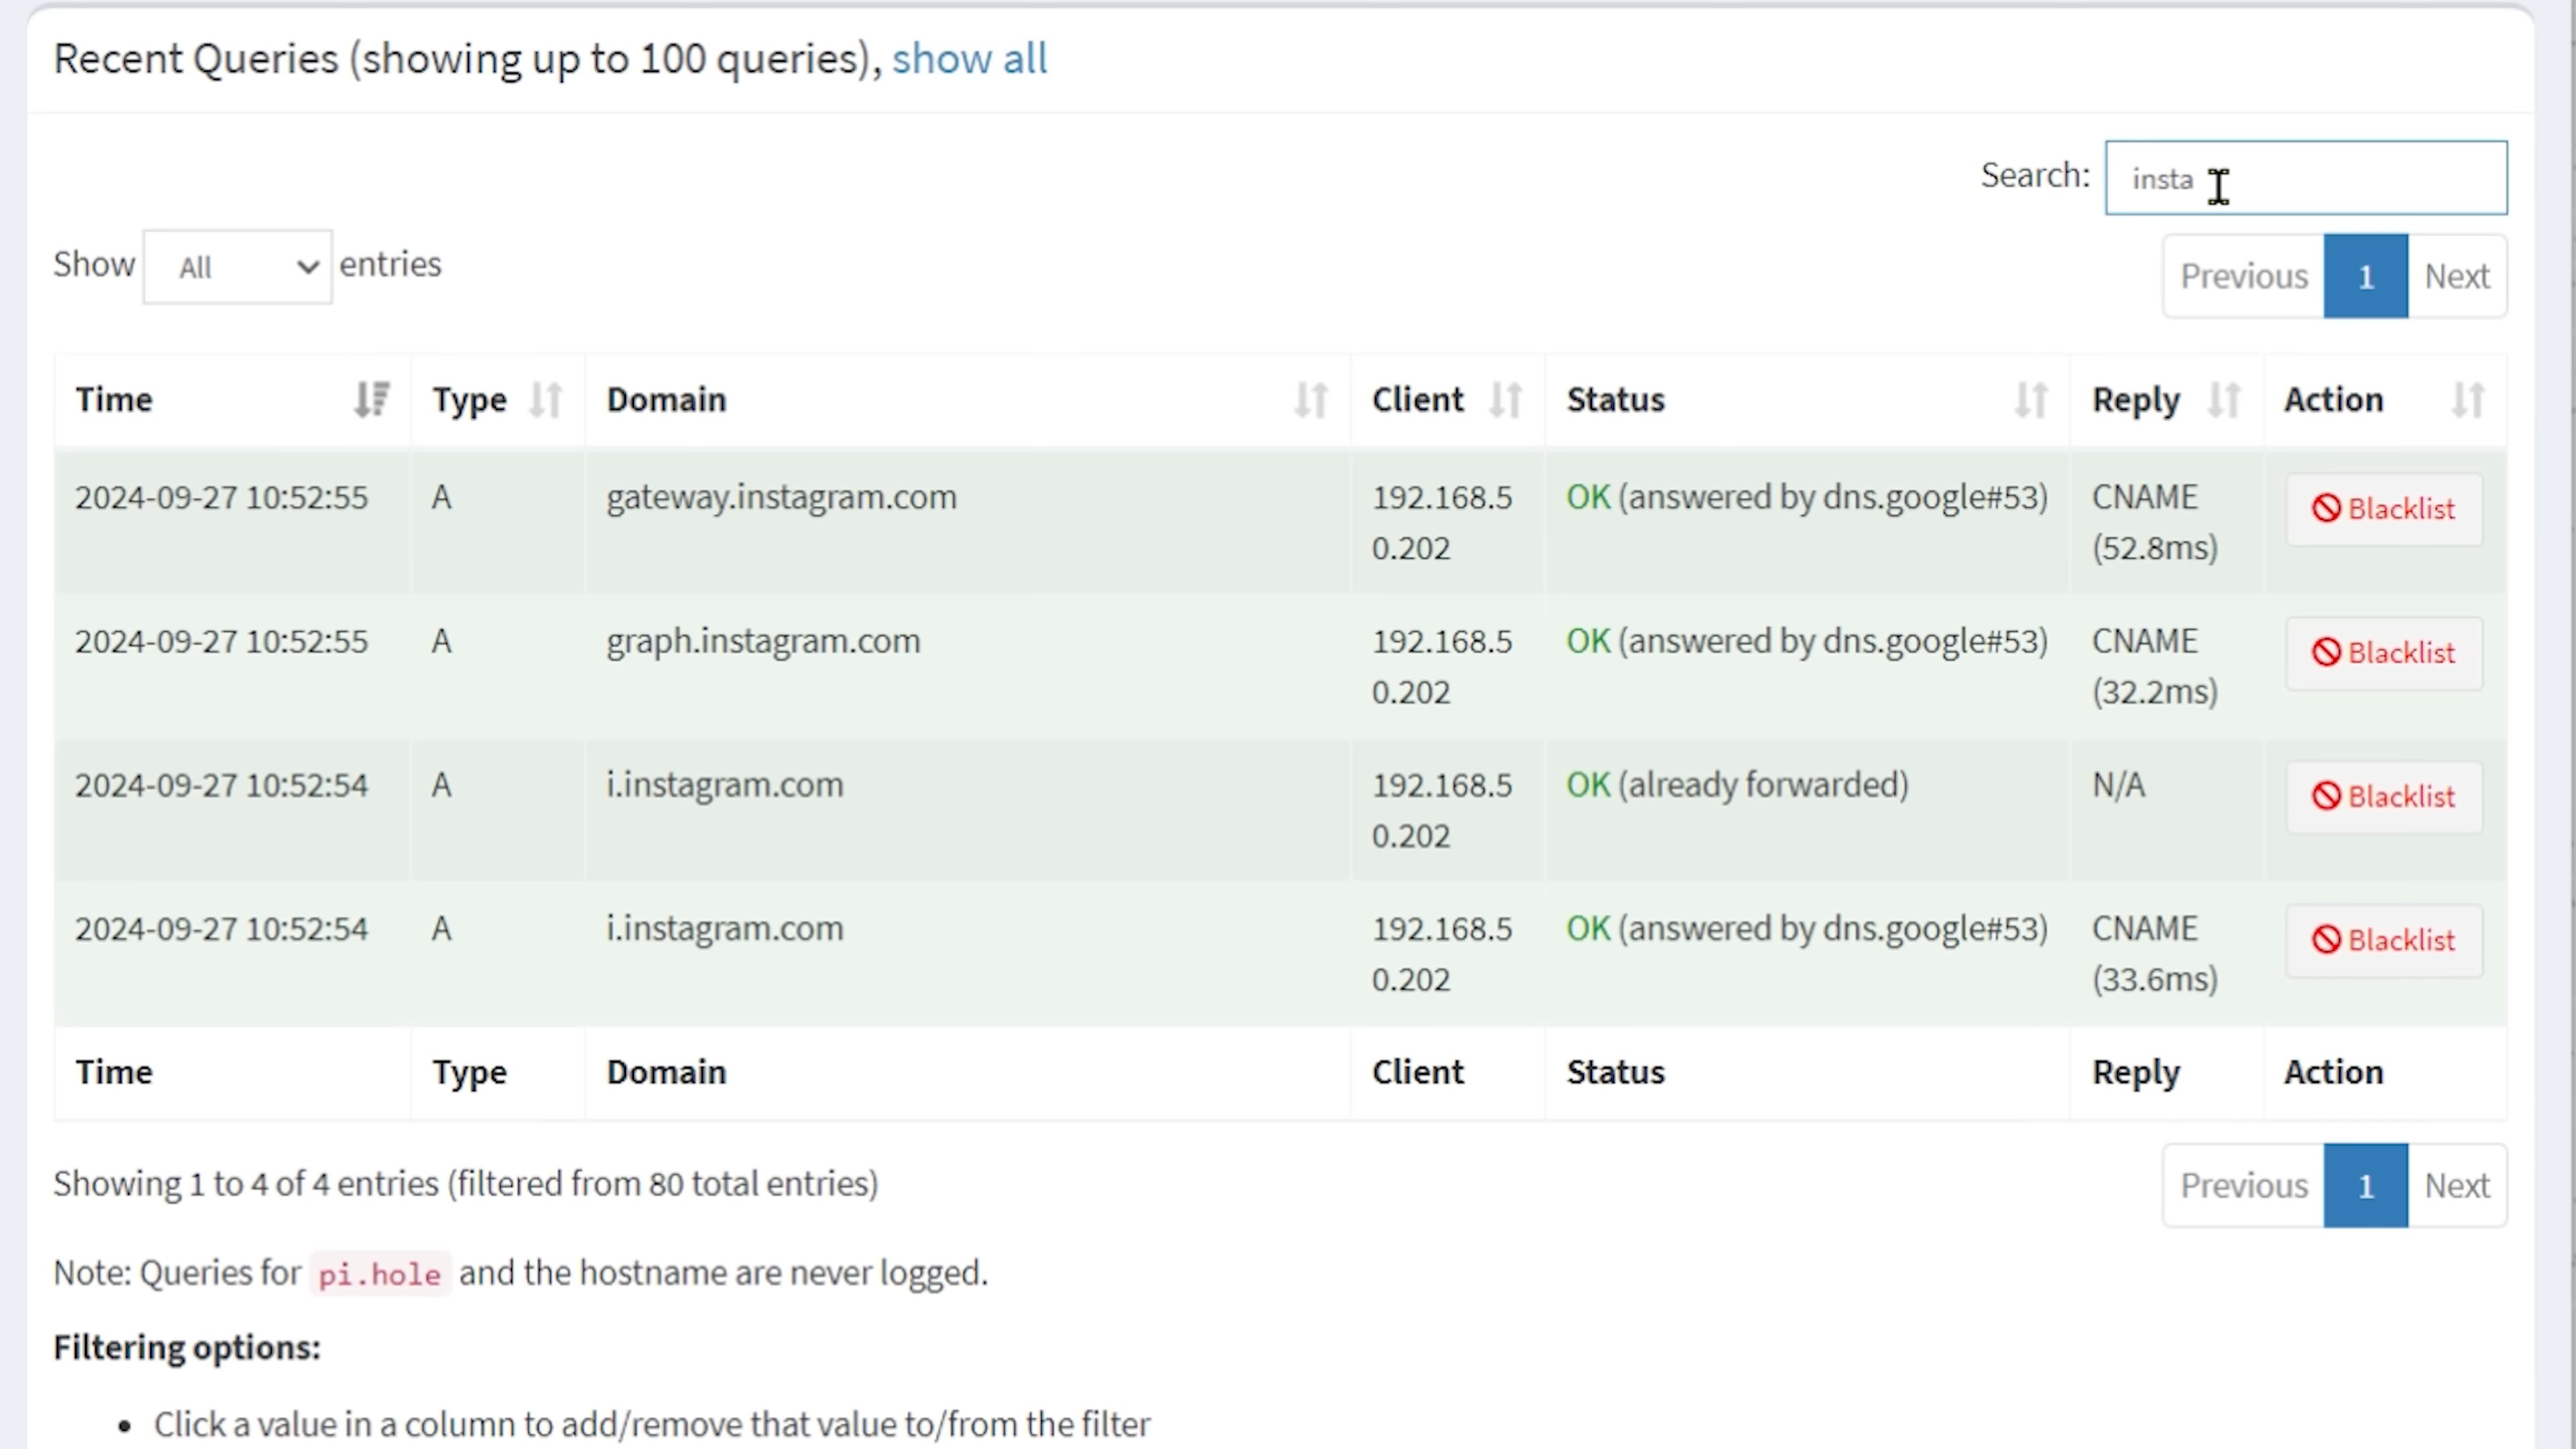 Recent Queries (showing up to 100 queries), show all
Search: insta
Show All entries
Previous 1 Next
Time Type Domain Client Status Reply Action
2024-09-27 10:52:55 A gateway.instagram.com 192.168.5 OK (answered by dns.google#53) CNAME Blacklist
0.202 (52.8ms)
2024-09-27 10:52:55 A graph.instagram.com 192.168.5 OK (answered by dns.google#53) CNAME Blacklist
0.202 (32.2ms)
2024-09-27 10:52:54 A i.instagram.com 192.168.5 OK (already forwarded) N/A Blacklist
0.202
2024-09-27 10:52:54 A i.instagram.com 192.168.5 OK (answered by dns.google#53) CNAME Blacklist
0.202 (33.6ms)
Time Type Domain Client Status Reply Action
Showing 1 to 4 of 4 entries (filtered from 80 total entries)
Previous 1 Next
Note: Queries for pi.hole and the hostname are never logged.
Filtering options:
• Click a value in a column to add/remove that value to/from the filter